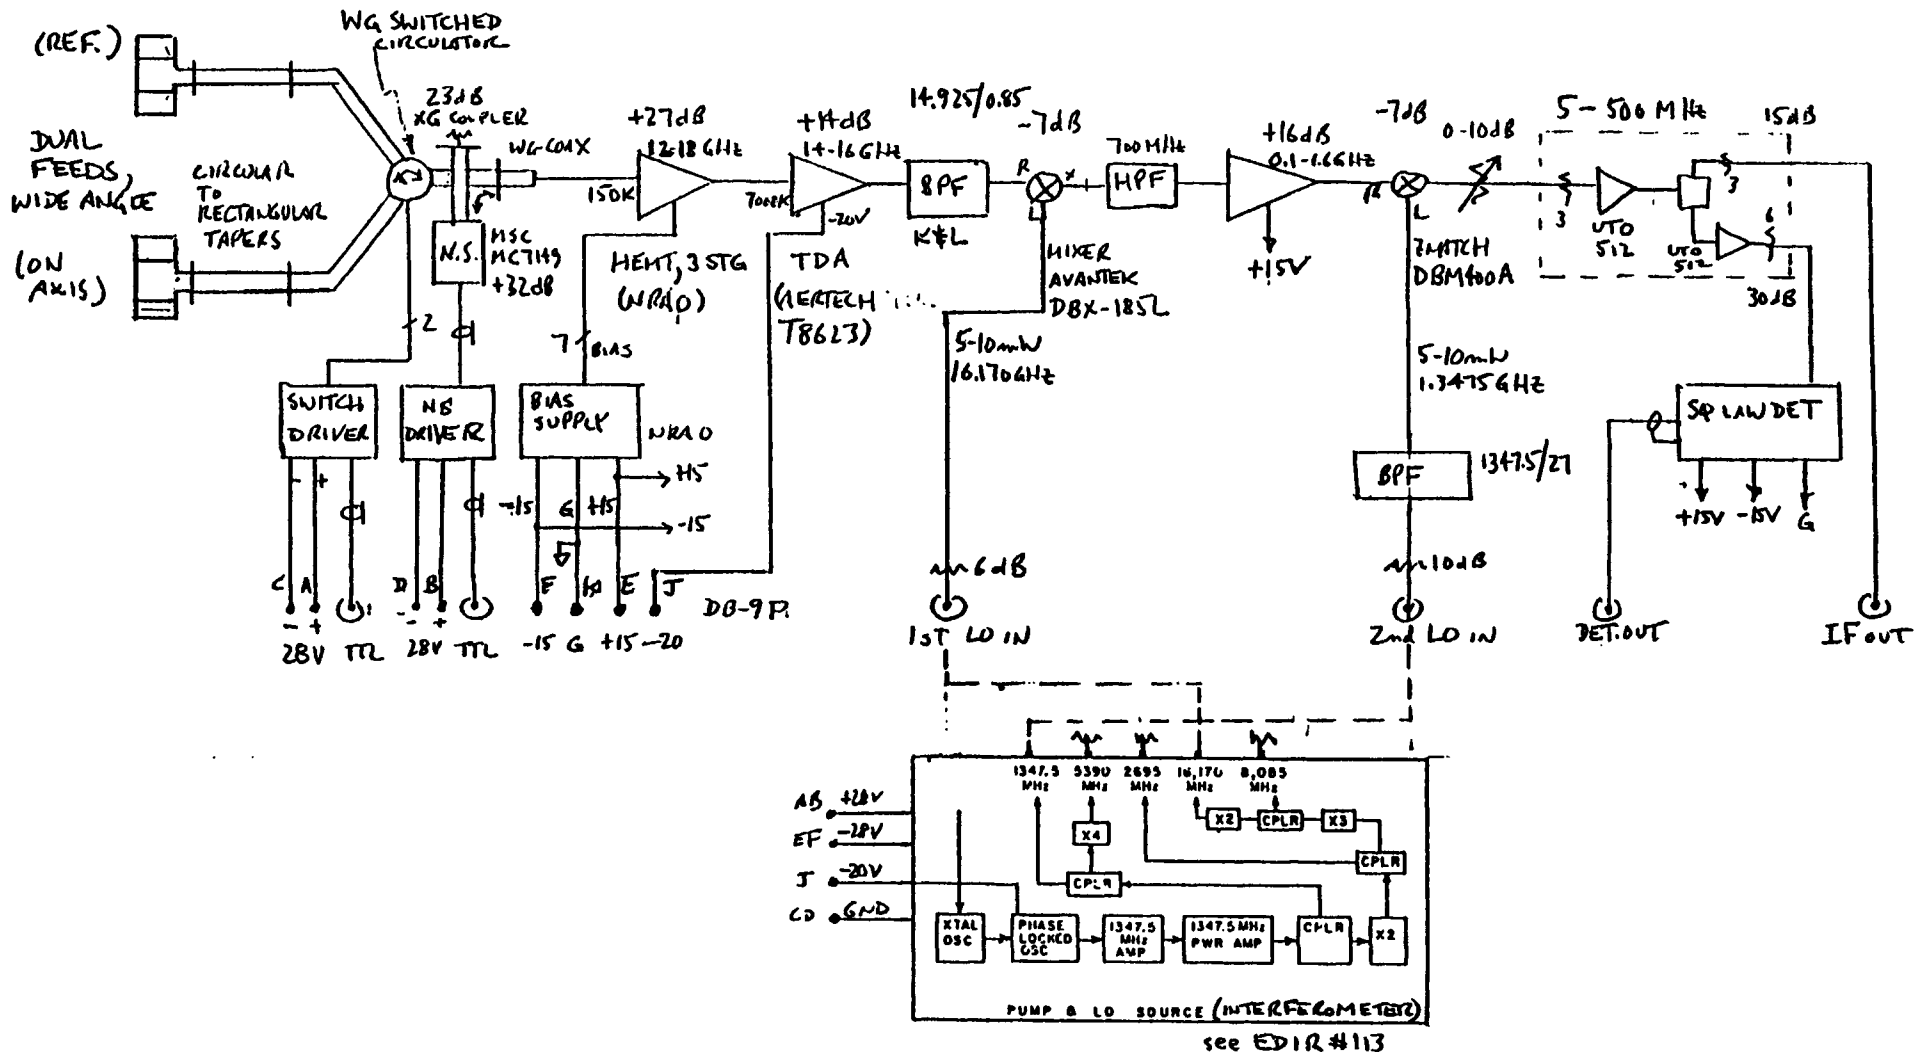 (REF.)
WG SWITCHED
CIRCULATOR
23dB
XG COUPLER
WG-COAX
DUAL
FEEDS,
WIDE ANGLE
CIRCULAR
TO
RECTANGULAR
TAPERS
(ON
AXIS)
N.S.
MSC
MC7149
+32dB
+27dB
12-18 GHz
150K
HEMT, 3 STG
(NRAO)
+14dB
14-16 GHz
700K
-20V
TDA
(AERTECH
T8623)
14.925/0.85
BPF
K&L
-7dB
R
X
L
MIXER
AVANTEK
DBX-185L
700 MHz
HPF
+16dB
0.1-1.6GHz
+15V
-7dB
R
L
ZMATCH
DBM400A
0-10dB
5-500 MHz
15dB
3
UTO
512
3
UTO
512
6
30dB
2
7
BIAS
5-10mW
16.170GHz
5-10mW
1.3475GHz
SWITCH
DRIVER
NS
DRIVER
BIAS
SUPPLY
NRAO
SQ LAW DET
+15V
-15V
G
BPF
1347.5/27
- +
-15
G
+15
+15
-15
C
A
D
B
F
H
E
J
DB-9P.
6dB
10dB
- +
28V
TTL
- +
28V
TTL
-15
G
+15
-20
1st LO IN
2nd LO IN
DET. OUT
IF OUT
1347.5
MHz
5390
MHz
2695
MHz
16,170
MHz
8,085
MHz
AB +28V
EF -28V
J -20V
CD GND
X4
X2
CPLR
X3
CPLR
CPLR
XTAL
OSC
PHASE
LOCKED
OSC
1347.5
MHz
AMP
1347.5 MHz
PWR AMP
CPLR
X2
PUMP & LO SOURCE (INTERFEROMETER)
see EDIR #113